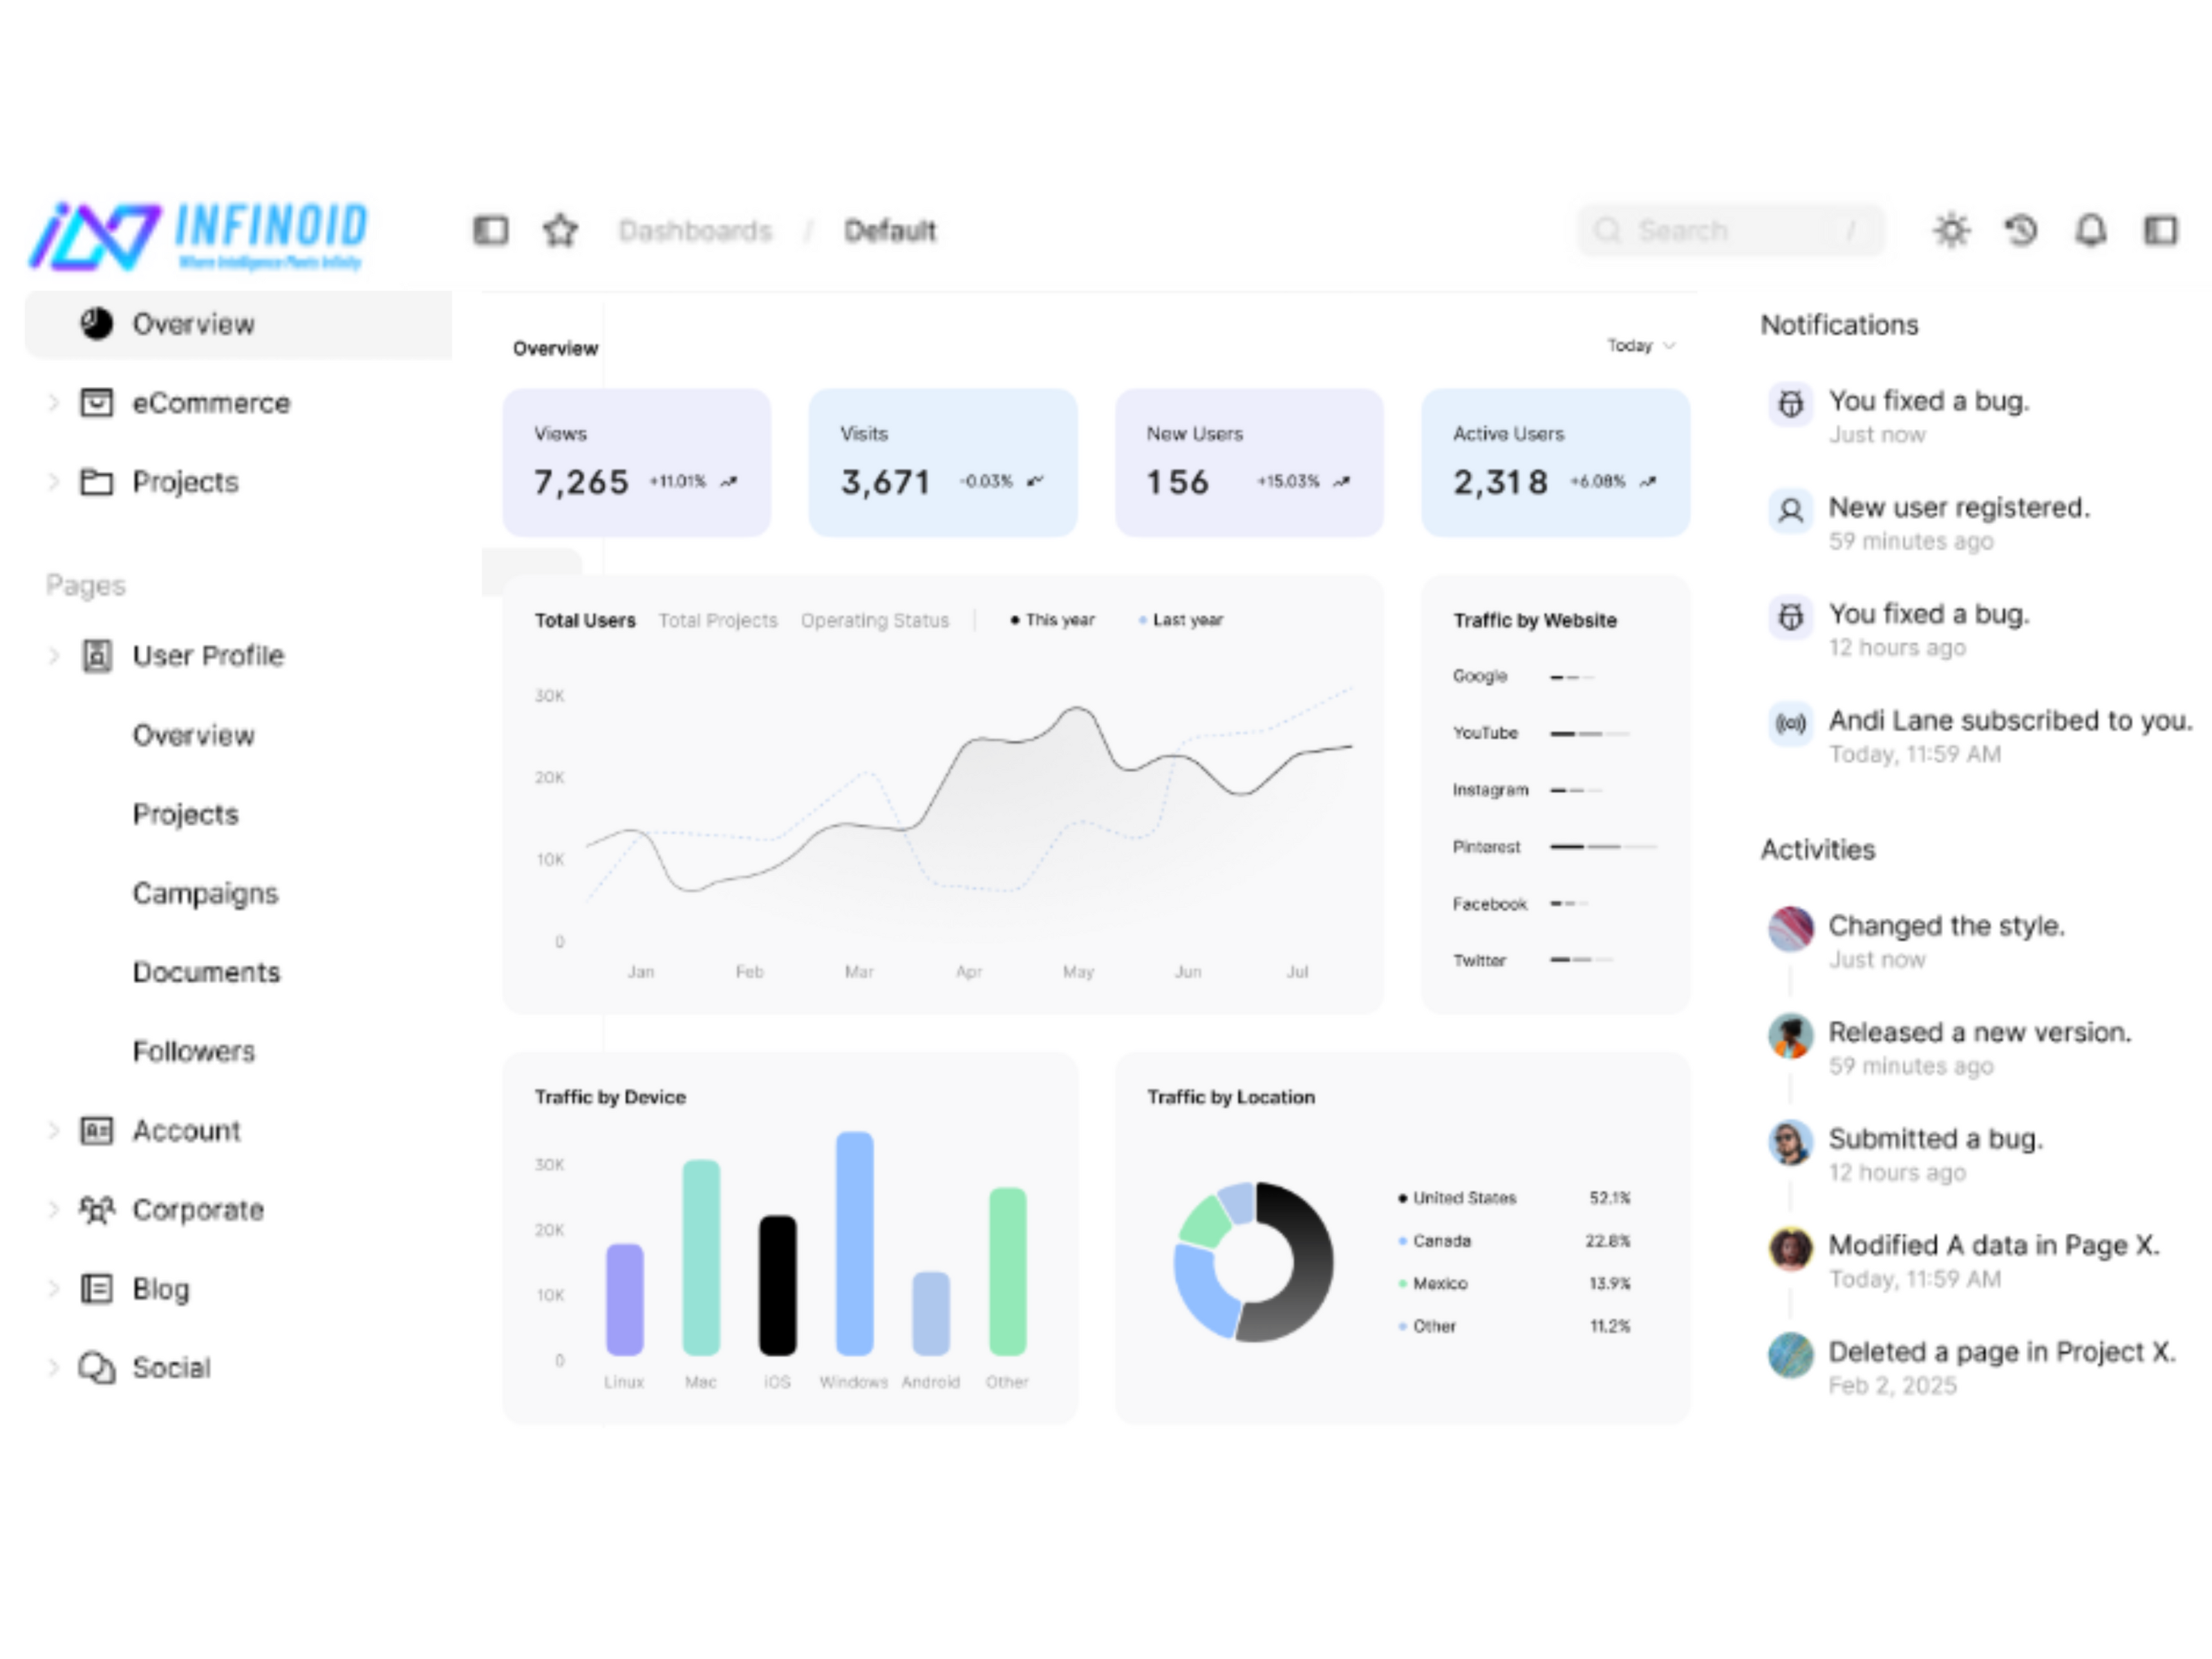 INFINOID
Where Intelligence Meets Infinity
Dashboards / Default
Search /
Overview
eCommerce
Projects
Pages
User Profile
Overview
Projects
Campaigns
Documents
Followers
Account
Corporate
Blog
Social
Overview
Today
Views
7,265 +11.01%
Visits
3,671 -0.03%
New Users
156 +15.03%
Active Users
2,318 +6.08%
Total Users Total Projects Operating Status This year Last year
30K
20K
10K
0
Jan Feb Mar Apr May Jun Jul
Traffic by Website
Google
YouTube
Instagram
Pinterest
Facebook
Twitter
Traffic by Device
30K
20K
10K
0
Linux Mac iOS Windows Android Other
Traffic by Location
United States 52.1%
Canada 22.8%
Mexico 13.9%
Other 11.2%
Notifications
You fixed a bug.
Just now
New user registered.
59 minutes ago
You fixed a bug.
12 hours ago
Andi Lane subscribed to you.
Today, 11:59 AM
Activities
Changed the style.
Just now
Released a new version.
59 minutes ago
Submitted a bug.
12 hours ago
Modified A data in Page X.
Today, 11:59 AM
Deleted a page in Project X.
Feb 2, 2025